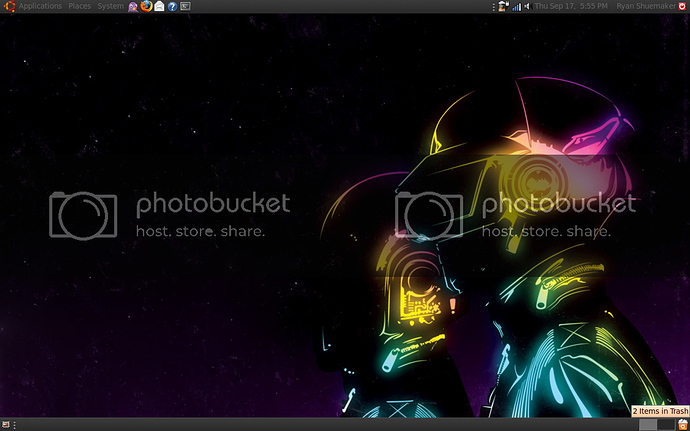 Applications Places System Thu Sep 17, 5:55 PM Ryan Shuemaker
photobucket photobucket
host. store. share. host. store. share.
2 Items in Trash